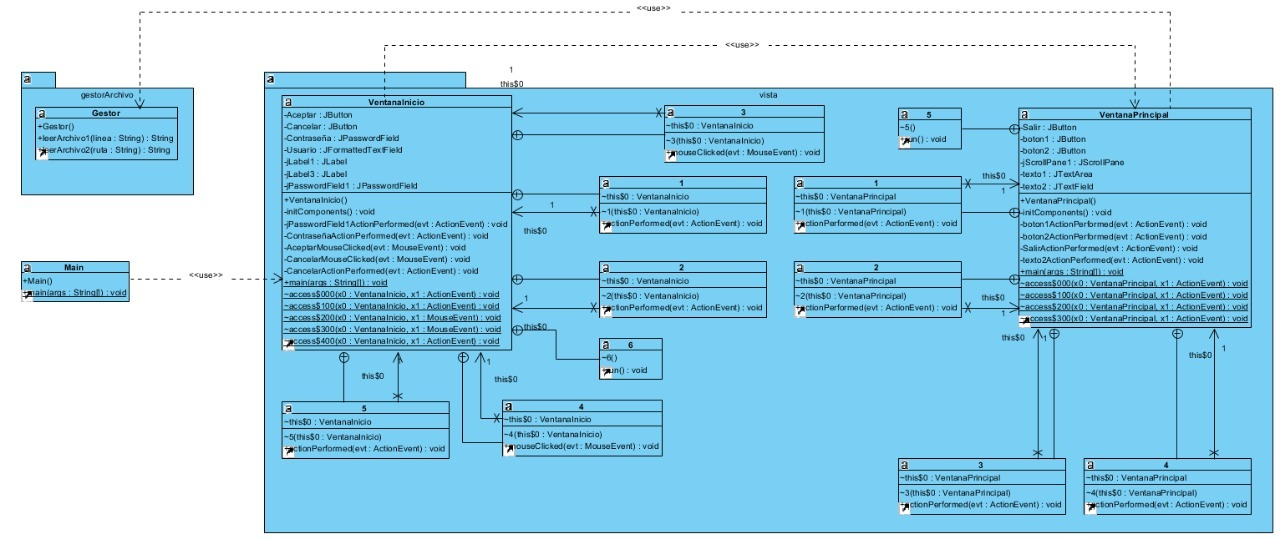 <<use>>
<<use>>
a
gestorArchivo
a
Gestor
+Gestor()
+leerArchivo1(linea : String) : String
+leerArchivo2(ruta : String) : String
a
vista
1
this$0
a
VentanaInicio
-Aceptar : JButton
-Cancelar : JButton
-Contraseña : JPasswordField
-Usuario : JFormattedTextField
-jLabel1 : JLabel
-jLabel3 : JLabel
-jPasswordField1 : JPasswordField
+VentanaInicio()
-initComponents() : void
-jPasswordField1ActionPerformed(evt : ActionEvent) : void
-ContraseñaActionPerformed(evt : ActionEvent) : void
-AceptarMouseClicked(evt : MouseEvent) : void
-CancelarMouseClicked(evt : MouseEvent) : void
-CancelarActionPerformed(evt : ActionEvent) : void
+main(args : String[]) : void
~access$000(x0 : VentanaInicio, x1 : ActionEvent) : void
~access$100(x0 : VentanaInicio, x1 : ActionEvent) : void
~access$200(x0 : VentanaInicio, x1 : MouseEvent) : void
~access$300(x0 : VentanaInicio, x1 : MouseEvent) : void
~access$400(x0 : VentanaInicio, x1 : ActionEvent) : void
a
3
~this$0 : VentanaInicio
~3(this$0 : VentanaInicio)
+mouseClicked(evt : MouseEvent) : void
a
5
~5()
+run() : void
a
VentanaPrincipal
-Salir : JButton
-boton1 : JButton
-boton2 : JButton
-jScrollPane1 : JScrollPane
-texto1 : JTextArea
-texto2 : JTextField
+VentanaPrincipal()
-initComponents() : void
-boton1ActionPerformed(evt : ActionEvent) : void
-boton2ActionPerformed(evt : ActionEvent) : void
-SalirActionPerformed(evt : ActionEvent) : void
-texto2ActionPerformed(evt : ActionEvent) : void
+main(args : String[]) : void
~access$000(x0 : VentanaPrincipal, x1 : ActionEvent) : void
~access$100(x0 : VentanaPrincipal, x1 : ActionEvent) : void
~access$200(x0 : VentanaPrincipal, x1 : ActionEvent) : void
~access$300(x0 : VentanaPrincipal, x1 : ActionEvent) : void
a
1
~this$0 : VentanaInicio
~1(this$0 : VentanaInicio)
+actionPerformed(evt : ActionEvent) : void
1
this$0
a
1
~this$0 : VentanaPrincipal
~1(this$0 : VentanaPrincipal)
+actionPerformed(evt : ActionEvent) : void
this$0
1
a
Main
+Main()
+main(args : String[]) : void
<<use>>
a
2
~this$0 : VentanaInicio
~2(this$0 : VentanaInicio)
+actionPerformed(evt : ActionEvent) : void
1
this$0
a
2
~this$0 : VentanaPrincipal
~2(this$0 : VentanaPrincipal)
+actionPerformed(evt : ActionEvent) : void
this$0
1
a
6
~6()
+run() : void
this$0
1
this$0
1
this$0
1
this$0
1
a
5
~this$0 : VentanaInicio
~5(this$0 : VentanaInicio)
+actionPerformed(evt : ActionEvent) : void
a
4
~this$0 : VentanaInicio
~4(this$0 : VentanaInicio)
+mouseClicked(evt : MouseEvent) : void
a
3
~this$0 : VentanaPrincipal
~3(this$0 : VentanaPrincipal)
+actionPerformed(evt : ActionEvent) : void
a
4
~this$0 : VentanaPrincipal
~4(this$0 : VentanaPrincipal)
+actionPerformed(evt : ActionEvent) : void